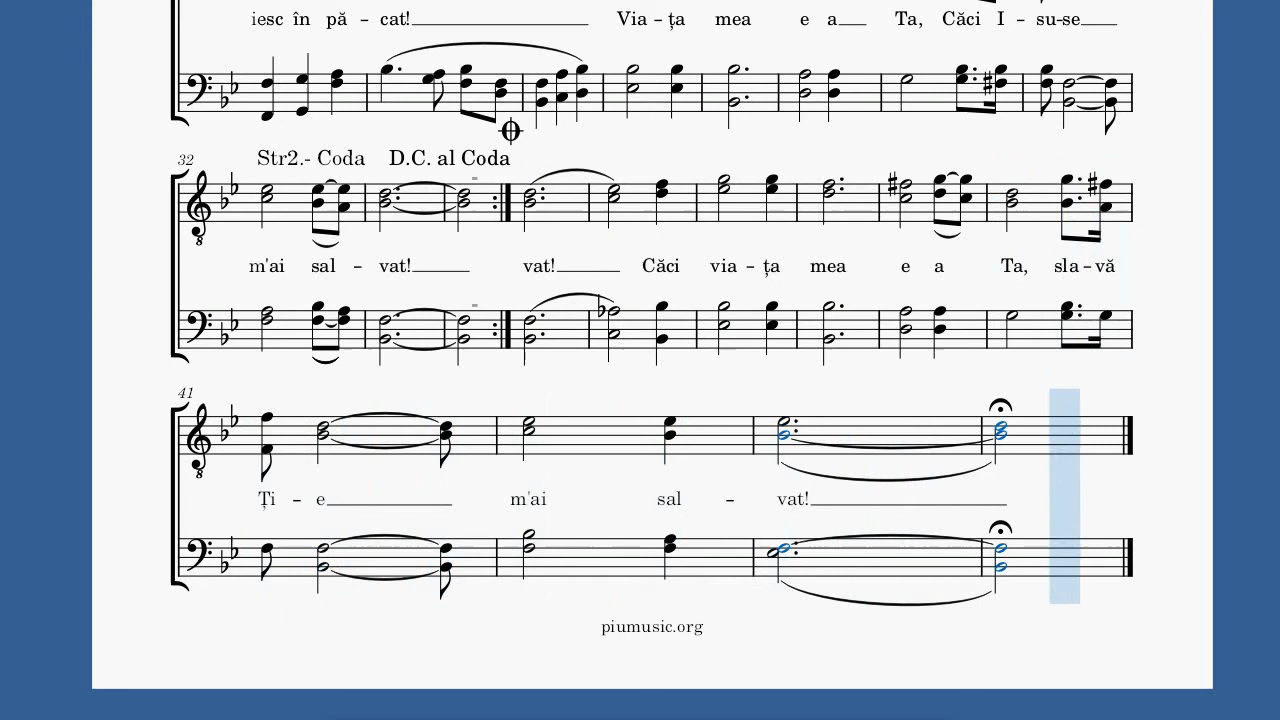 iesc în pă - cat! Via - ța mea e a Ta, Căci I - su-se
32 Str2.- Coda D.C. al Coda
m'ai sal - vat! vat! Căci via - ța mea e a Ta, sla - vă
41
Ți - e m'ai sal - vat!
piumusic.org